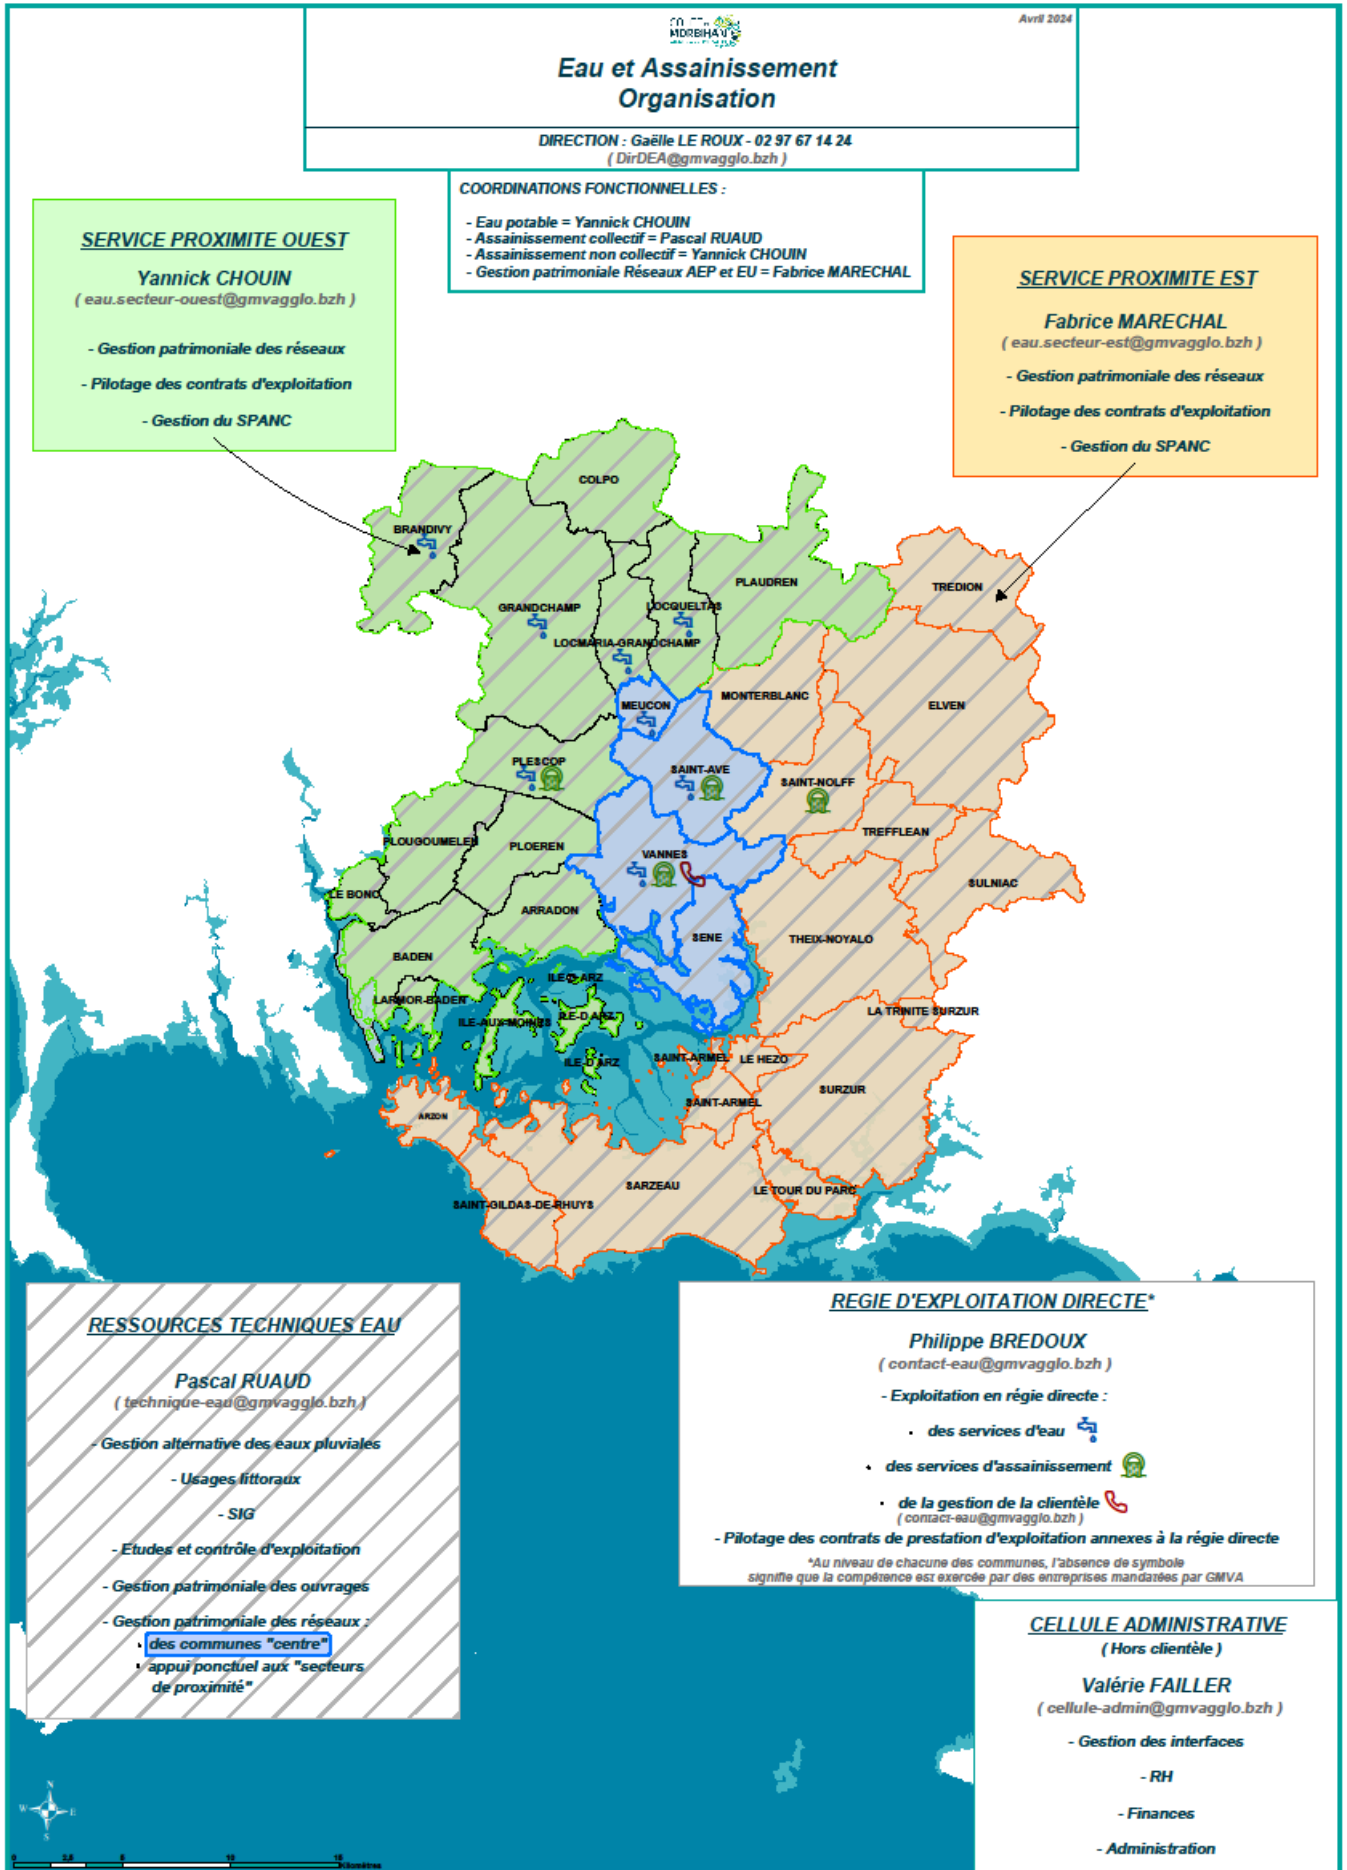 Avril 2024
MORBIHAN
Eau et Assainissement
Organisation
DIRECTION : Gaëlle LE ROUX - 02 97 67 14 24
( DirDEA@gmvagglo.bzh )
COORDINATIONS FONCTIONNELLES :
- Eau potable = Yannick CHOUIN
- Assainissement collectif = Pascal RUAUD
- Assainissement non collectif = Yannick CHOUIN
- Gestion patrimoniale Réseaux AEP et EU = Fabrice MARECHAL
SERVICE PROXIMITE OUEST
Yannick CHOUIN
( eau.secteur-ouest@gmvagglo.bzh )
- Gestion patrimoniale des réseaux
- Pilotage des contrats d'exploitation
- Gestion du SPANC
SERVICE PROXIMITE EST
Fabrice MARECHAL
( eau.secteur-est@gmvagglo.bzh )
- Gestion patrimoniale des réseaux
- Pilotage des contrats d'exploitation
- Gestion du SPANC
COLPO
BRANDIVY
PLAUDREN
TREDION
GRANDCHAMP
LOCQUELTAS
LOCMARIA-GRANDCHAMP
MONTERBLANC
MEUCON
ELVEN
PLESCOP
SAINT-AVE
SAINT-NOLFF
TREFFLEAN
PLOUGOUMELEN
PLOEREN
VANNES
SULNIAC
LE BONO
ARRADON
SENE
THEIX-NOYALO
BADEN
ILE-D-ARZ
LARMOR-BADEN
LA TRINITE SURZUR
ILE-AUX-MOINES
ILE-D-ARZ
ILE-D-ARZ
SAINT-ARMEL
LE HEZO
SURZUR
SAINT-ARMEL
ARZON
SARZEAU
LE TOUR DU PARC
SAINT-GILDAS-DE-RHUYS
RESSOURCES TECHNIQUES EAU
Pascal RUAUD
( technique-eau@gmvagglo.bzh )
- Gestion alternative des eaux pluviales
- Usages littoraux
- SIG
- Etudes et contrôle d'exploitation
- Gestion patrimoniale des ouvrages
- Gestion patrimoniale des réseaux :
. des communes "centre"
. appui ponctuel aux "secteurs
de proximité"
REGIE D'EXPLOITATION DIRECTE*
Philippe BREDOUX
( contact-eau@gmvagglo.bzh )
- Exploitation en régie directe :
. des services d'eau
. des services d'assainissement
. de la gestion de la clientèle
( contact-eau@gmvagglo.bzh )
- Pilotage des contrats de prestation d'exploitation annexes à la régie directe
*Au niveau de chacune des communes, l'absence de symbole
signifie que la compétence est exercée par des entreprises mandatées par GMVA
CELLULE ADMINISTRATIVE
( Hors clientèle )
Valérie FAILLER
( cellule-admin@gmvagglo.bzh )
- Gestion des interfaces
- RH
- Finances
- Administration
N
W E
S
0 2,5 5 10 15
Kilomètres